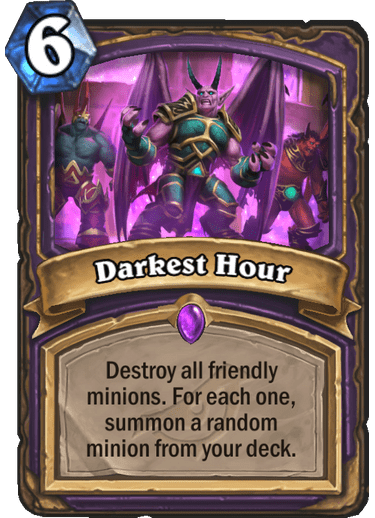 6
Darkest Hour
Destroy all friendly
minions. For each one,
summon a random
minion from your deck.